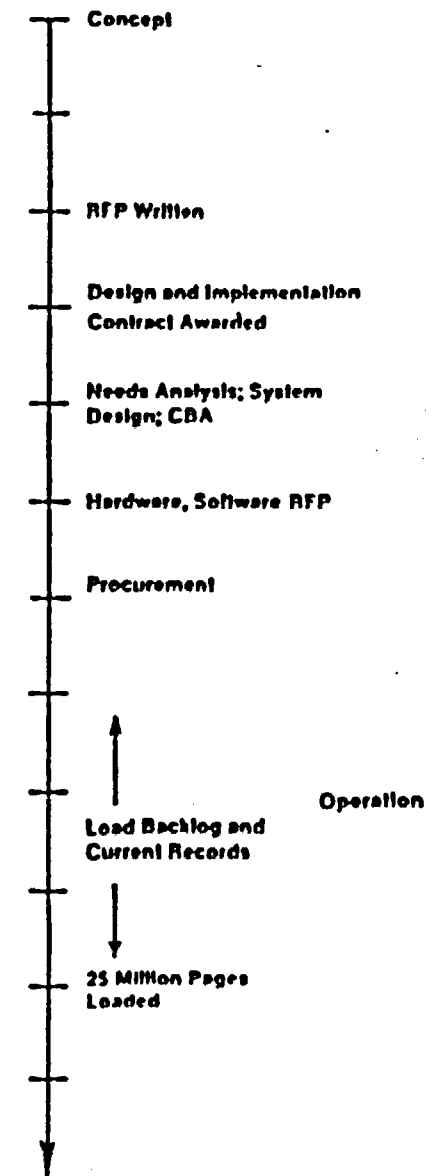 Concept
RFP Written
Design and Implementation
Contract Awarded
Needs Analysis; System
Design; CBA
Hardware, Software RFP
Procurement
Operation
Load Backlog and
Current Records
25 Million Pages
Loaded